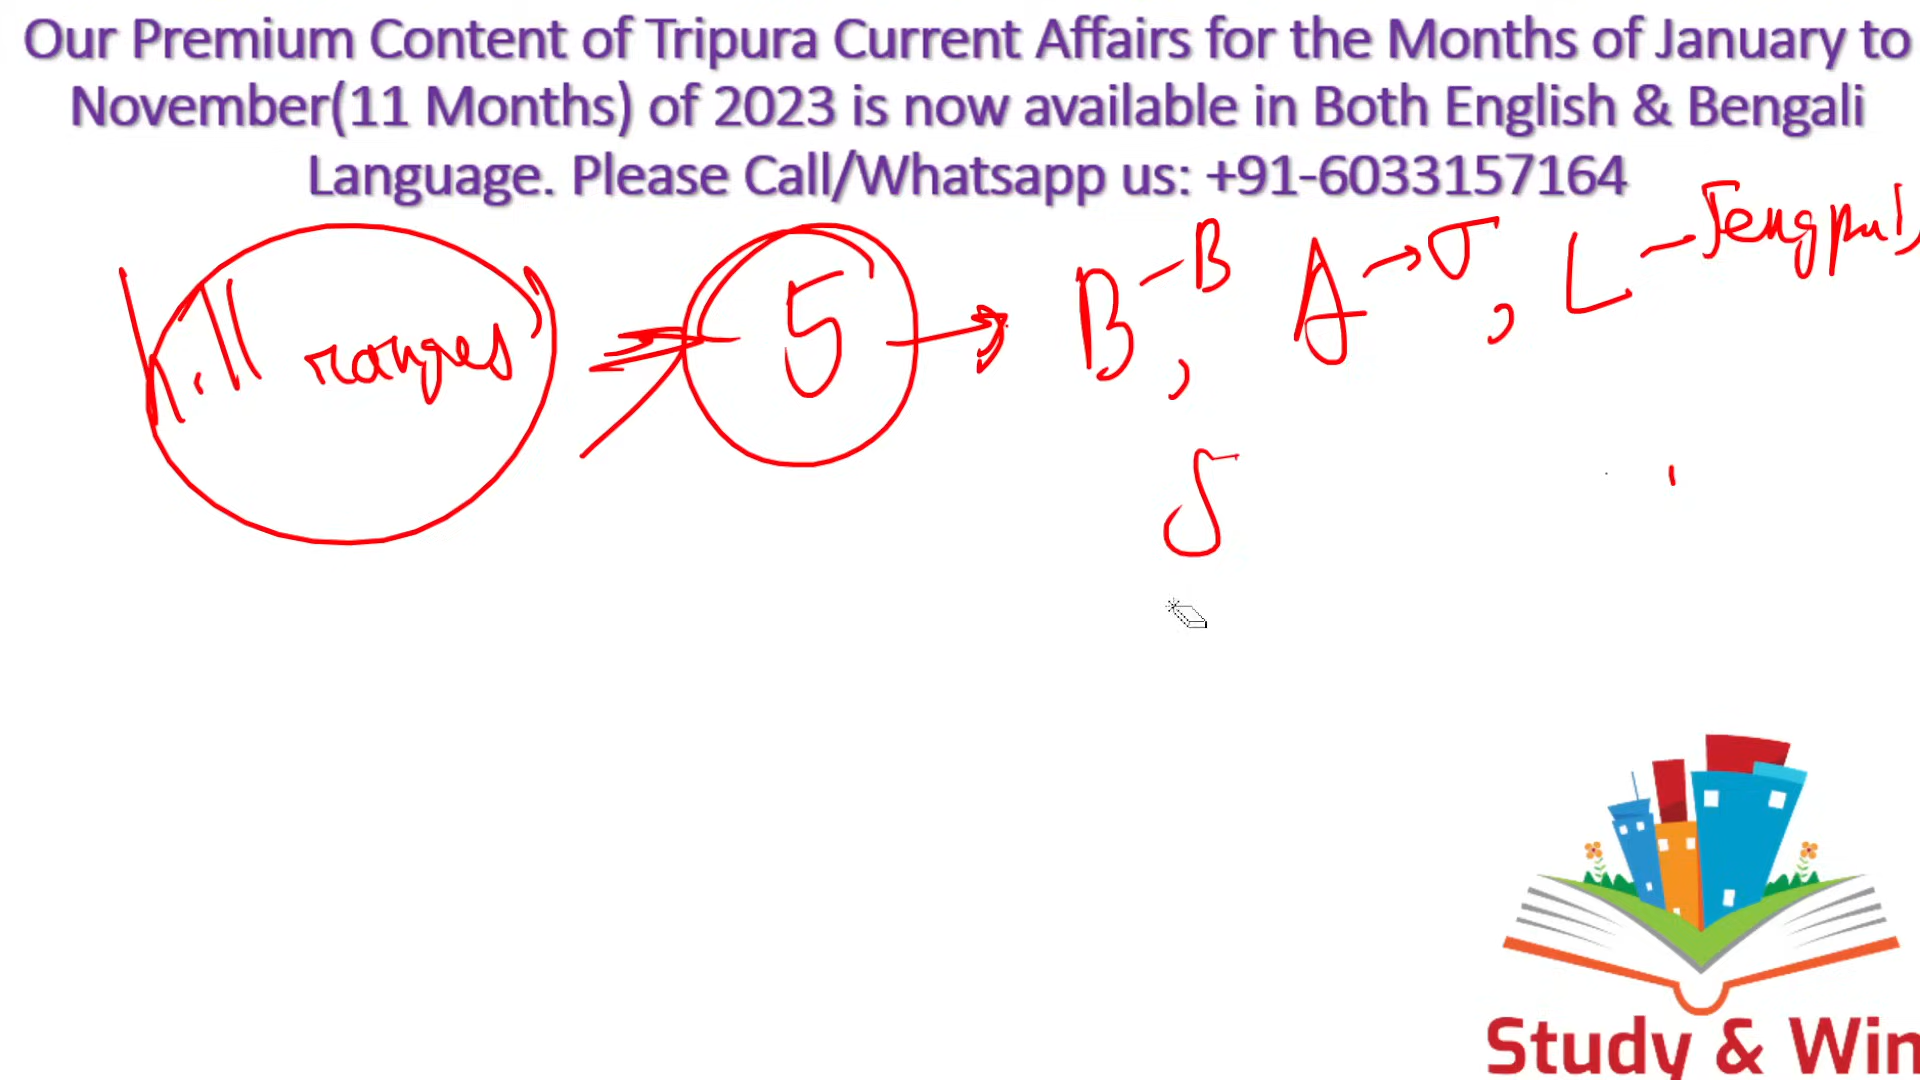 Our Premium Content of Tripura Current Affairs for the Months of January to
November(11 Months) of 2023 is now available in Both English & Bengali
Language. Please Call/Whatsapp us: +91-6033157164
Hill ranges 5 B - B, A → , L - Jengpui,
S
Study & Win